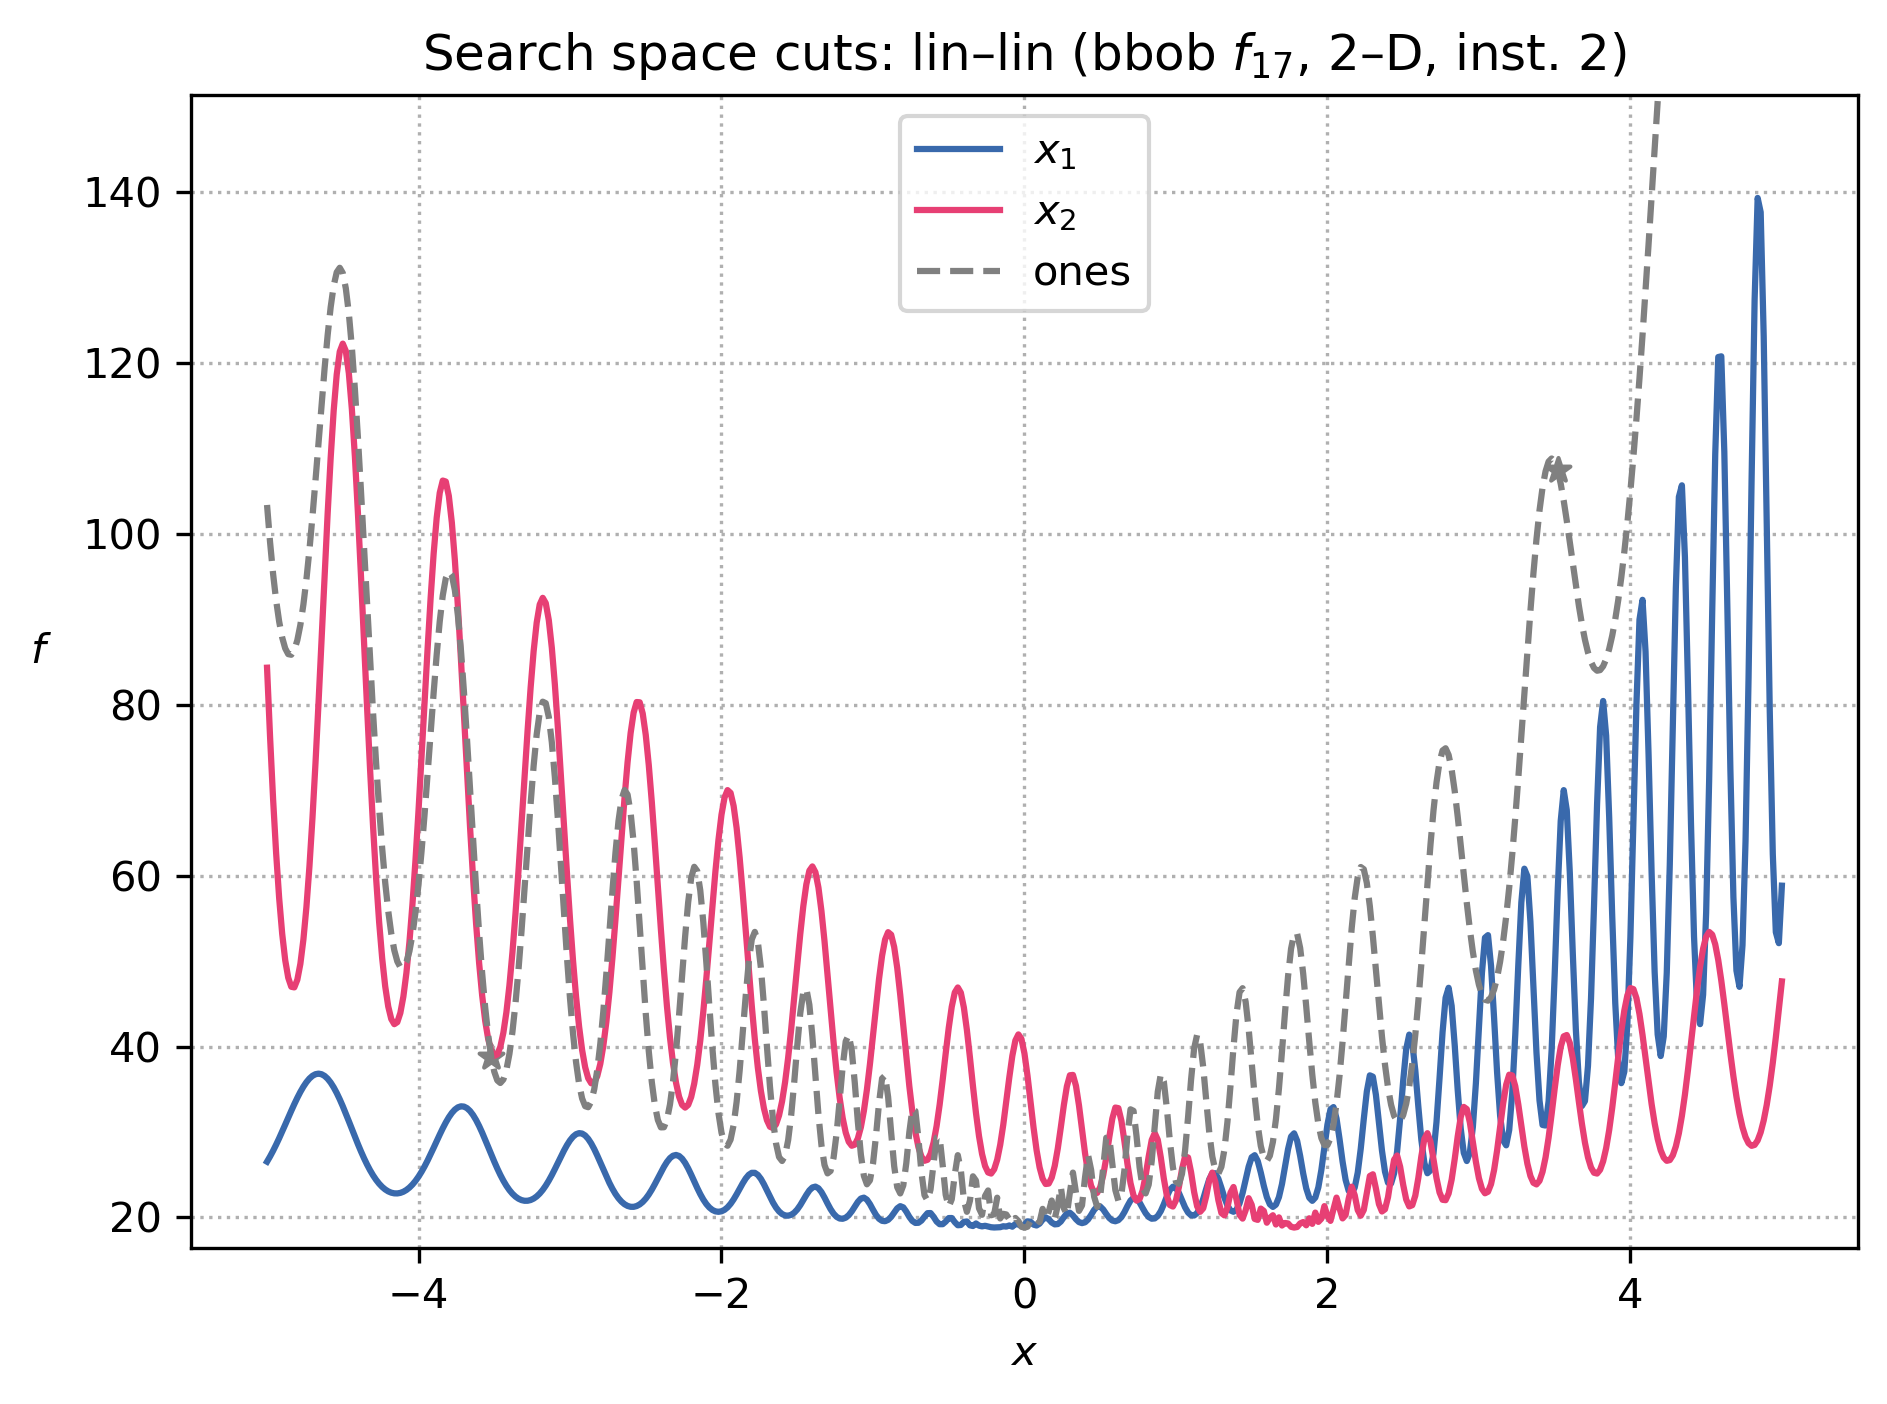 Search space cuts: lin–lin (bbob f₁₇, 2–D, inst. 2)
x₁
x₂
ones
140
120
100
80
60
40
20
f
−4 −2 0 2 4
x